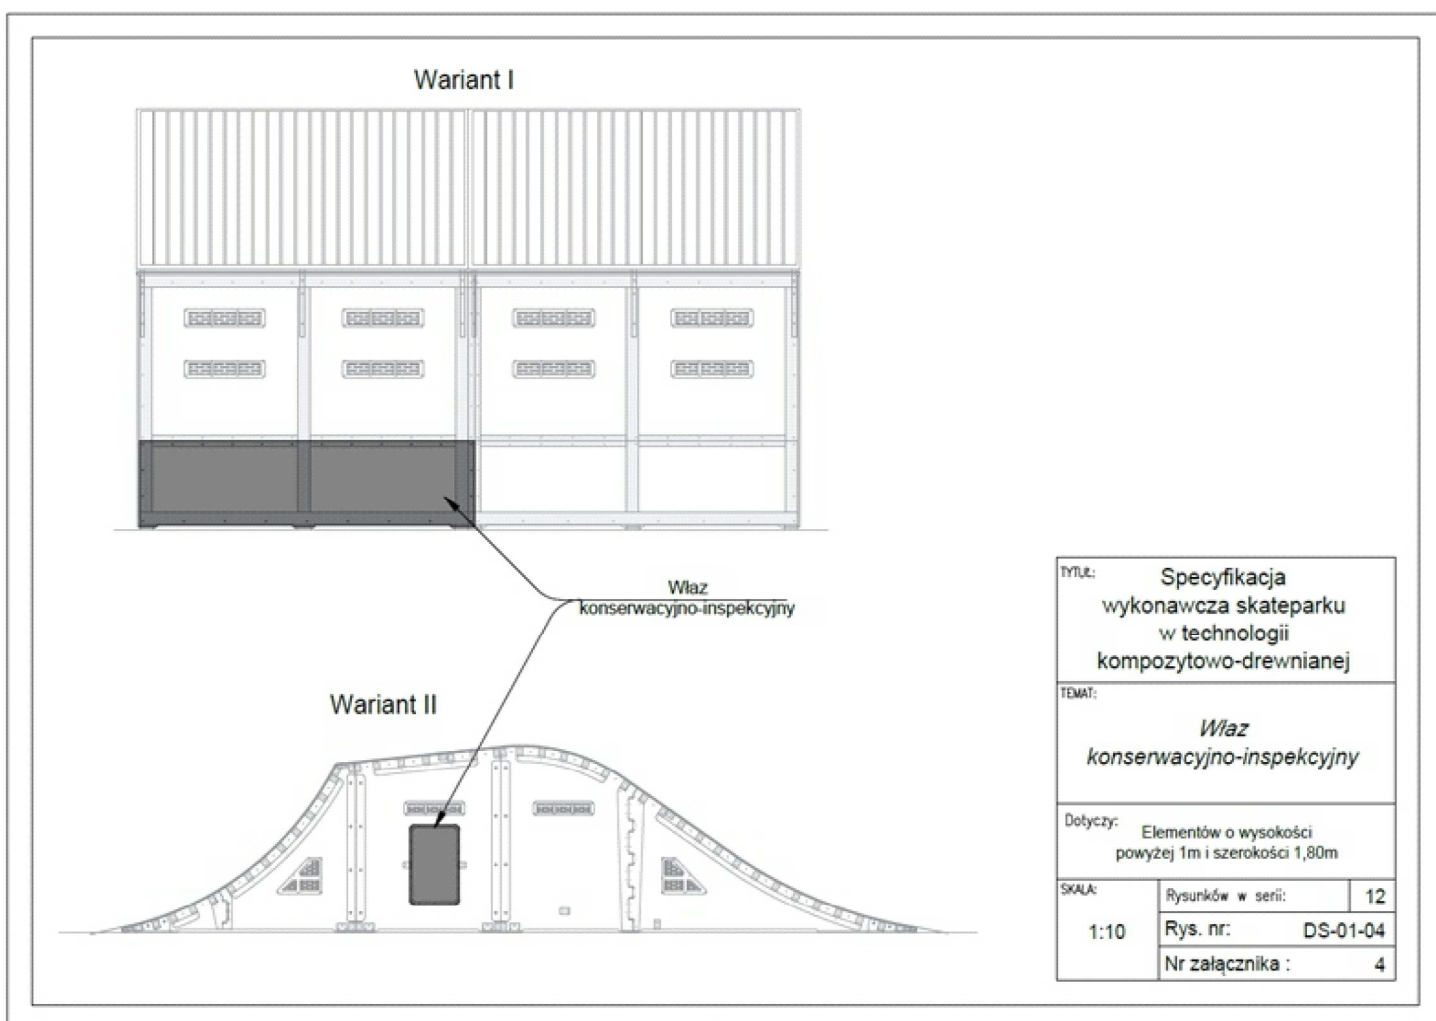 Wariant I
Właz
konserwacyjno-inspekcyjny
Wariant II
TYTUŁ:
Specyfikacja
wykonawcza skateparku
w technologii
kompozytowo-drewnianej
TEMAT:
Właz
konserwacyjno-inspekcyjny
Dotyczy:
Elementów o wysokości
powyżej 1m i szerokości 1,80m
SKALA:
1:10
Rysunków w serii: 12
Rys. nr: DS-01-04
Nr załącznika : 4